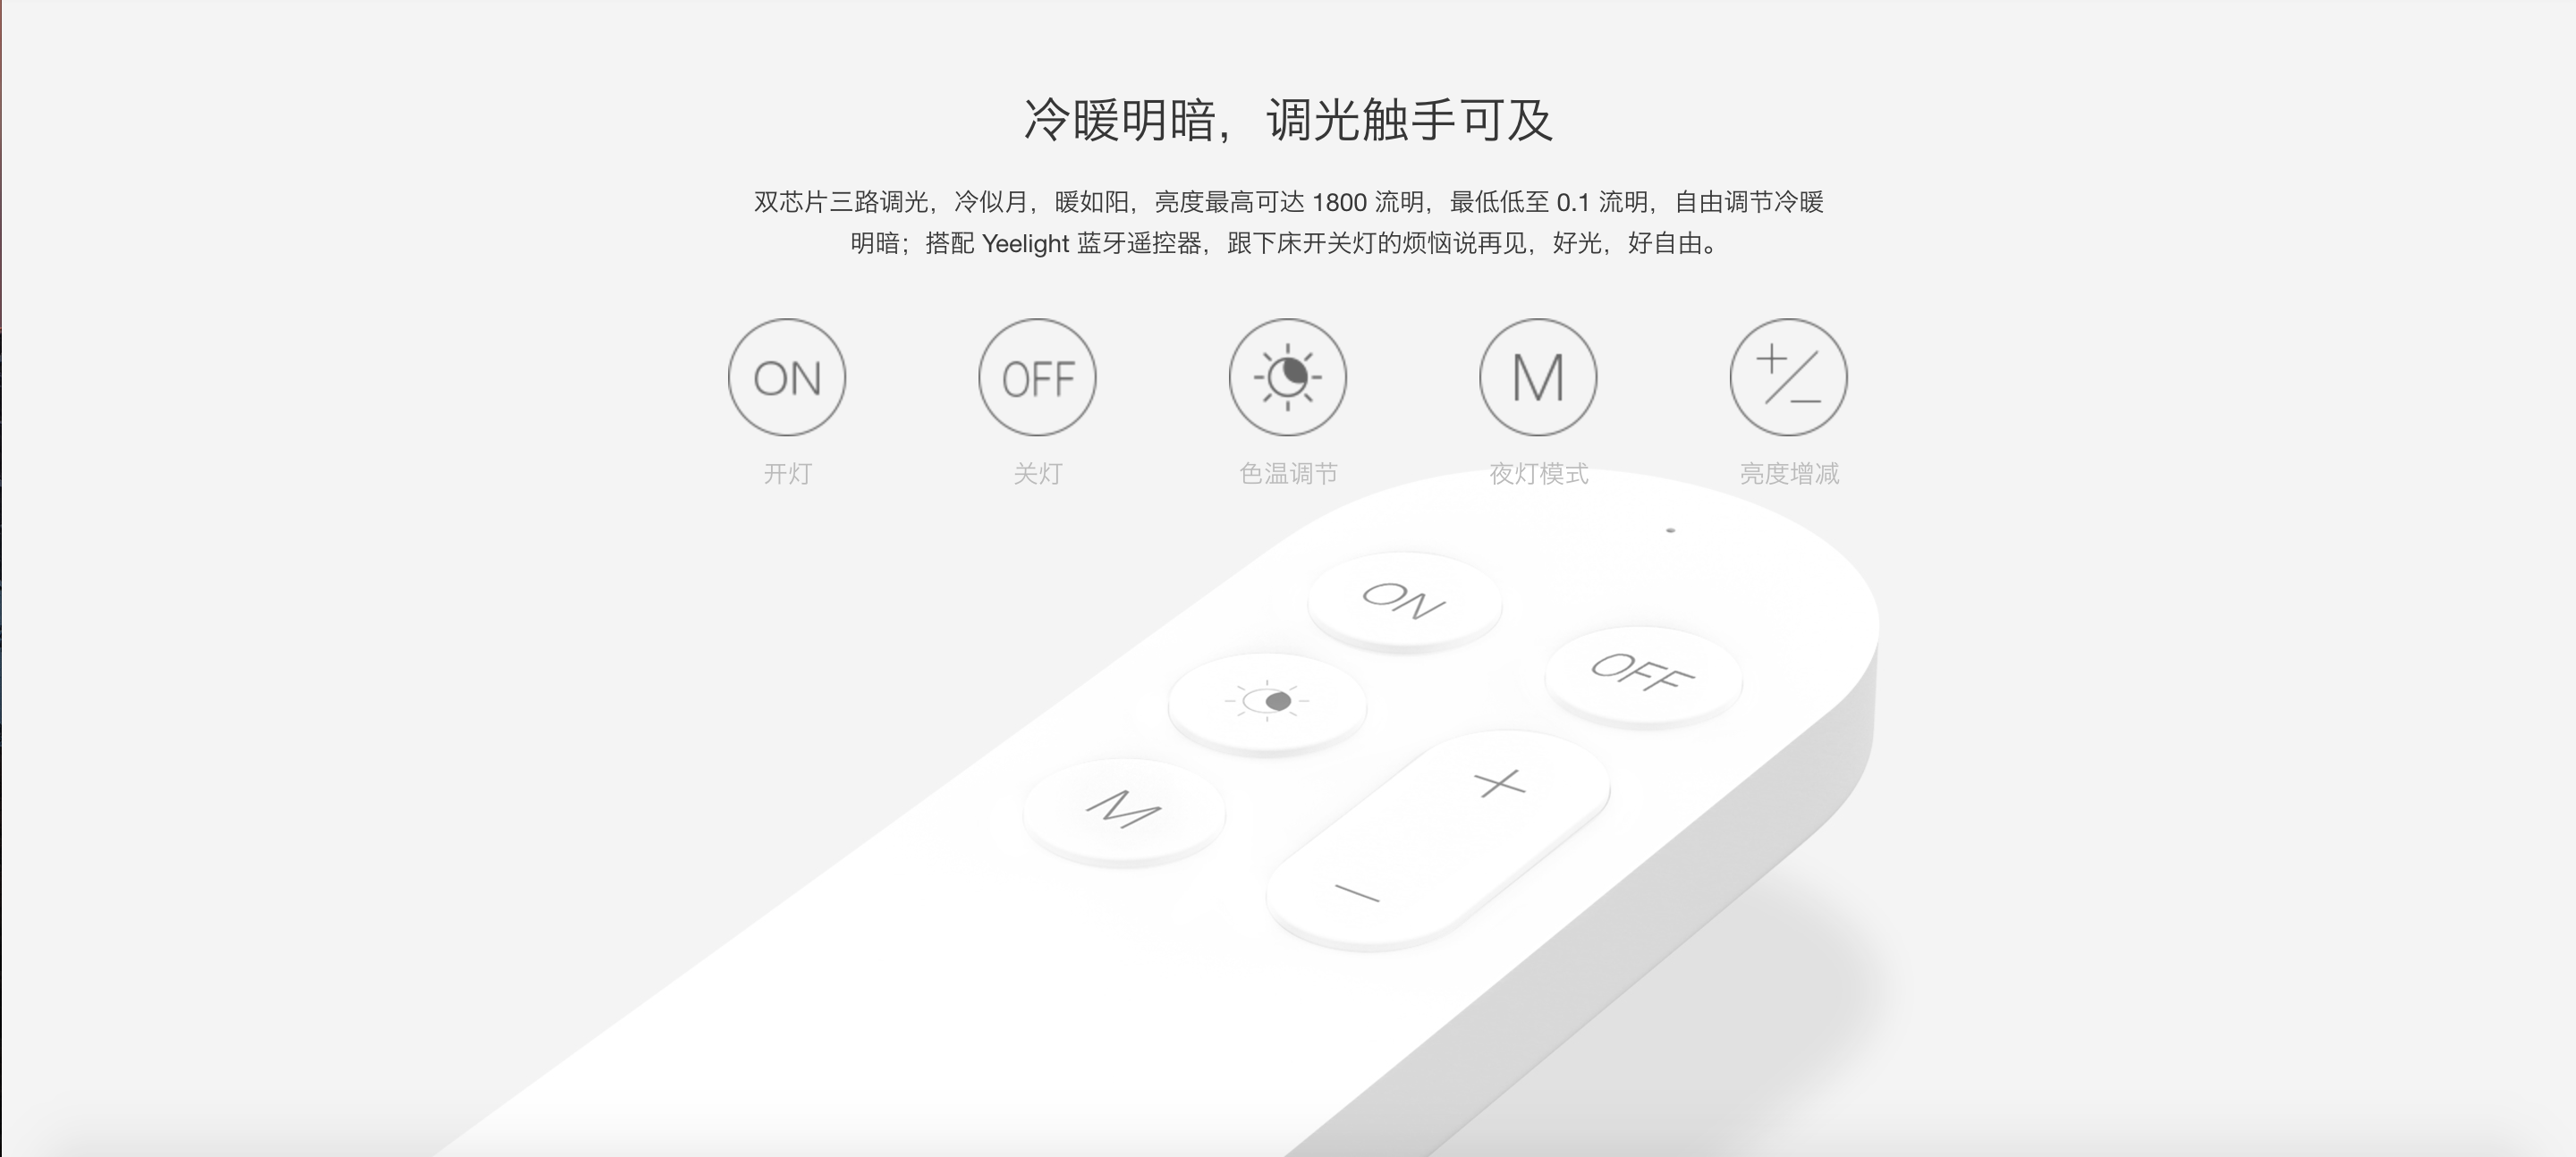 冷暖明暗，调光触手可及
双芯片三路调光，冷似月，暖如阳，亮度最高可达 1800 流明，最低低至 0.1 流明，自由调节冷暖
明暗；搭配 Yeelight 蓝牙遥控器，跟下床开关灯的烦恼说再见，好光，好自由。
ON OFF M +/−
开灯 关灯 色温调节 夜灯模式 亮度增减
ON
OFF
+
M
−